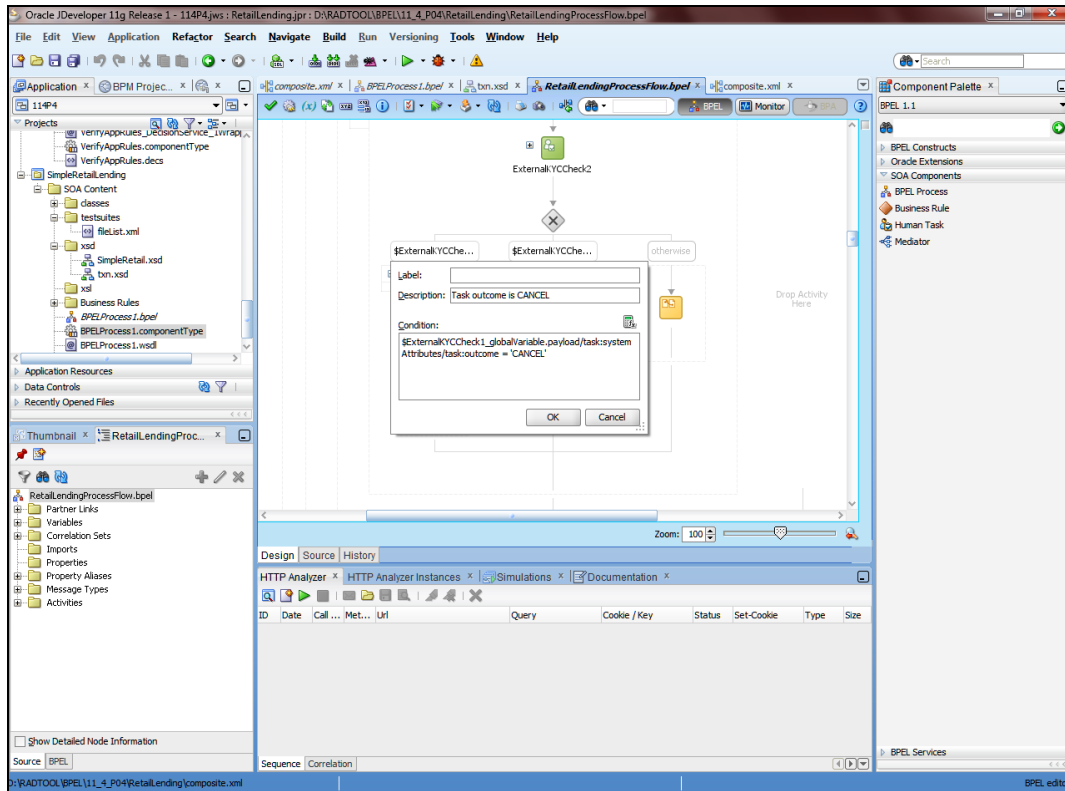 Oracle JDeveloper 11g Release 1 - 114P4.jws : RetailLending.jpr : D:\RADTOOL\BPEL\11_4_P04\RetailLending\RetailLendingProcessFlow.bpel
File Edit View Application Refactor Search Navigate Build Run Versioning Tools Window Help
Search
Application
BPM Projec...
114P4
Projects
VerifyAppRules_DecisionService_1Wrapp
VerifyAppRules.componentType
VerifyAppRules.decs
SimpleRetailLending
SOA Content
classes
testsuites
fileList.xml
xsd
SimpleRetail.xsd
txn.xsd
xsl
Business Rules
BPELProcess1.bpel
BPELProcess1.componentType
BPELProcess1.wsdl
Application Resources
Data Controls
Recently Opened Files
Thumbnail
RetailLendingProc...
RetailLendingProcessFlow.bpel
Partner Links
Variables
Correlation Sets
Imports
Properties
Property Aliases
Message Types
Activities
Show Detailed Node Information
Source BPEL
composite.xml
BPELProcess1.bpel
txn.xsd
RetailLendingProcessFlow.bpel
composite.xml
(x)
BPEL
Monitor
BPA
ExternalKYCCheck2
$ExternalKYCChe...
$ExternalKYCChe...
otherwise
Drop Activity
Here
Label:
Description: Task outcome is CANCEL
Condition:
$ExternalKYCCheck1_globalVariable.payload/task:system
Attributes/task:outcome = 'CANCEL'
OK Cancel
Zoom: 100
Design Source History
HTTP Analyzer
HTTP Analyzer Instances
Simulations
Documentation
ID Date Call ... Met... Url Query Cookie / Key Status Set-Cookie Type Size
Sequence Correlation
Component Palette
BPEL 1.1
BPEL Constructs
Oracle Extensions
SOA Components
BPEL Process
Business Rule
Human Task
Mediator
BPEL Services
D:\RADTOOL\BPEL\11_4_P04\RetailLending\composite.xml
BPEL edito